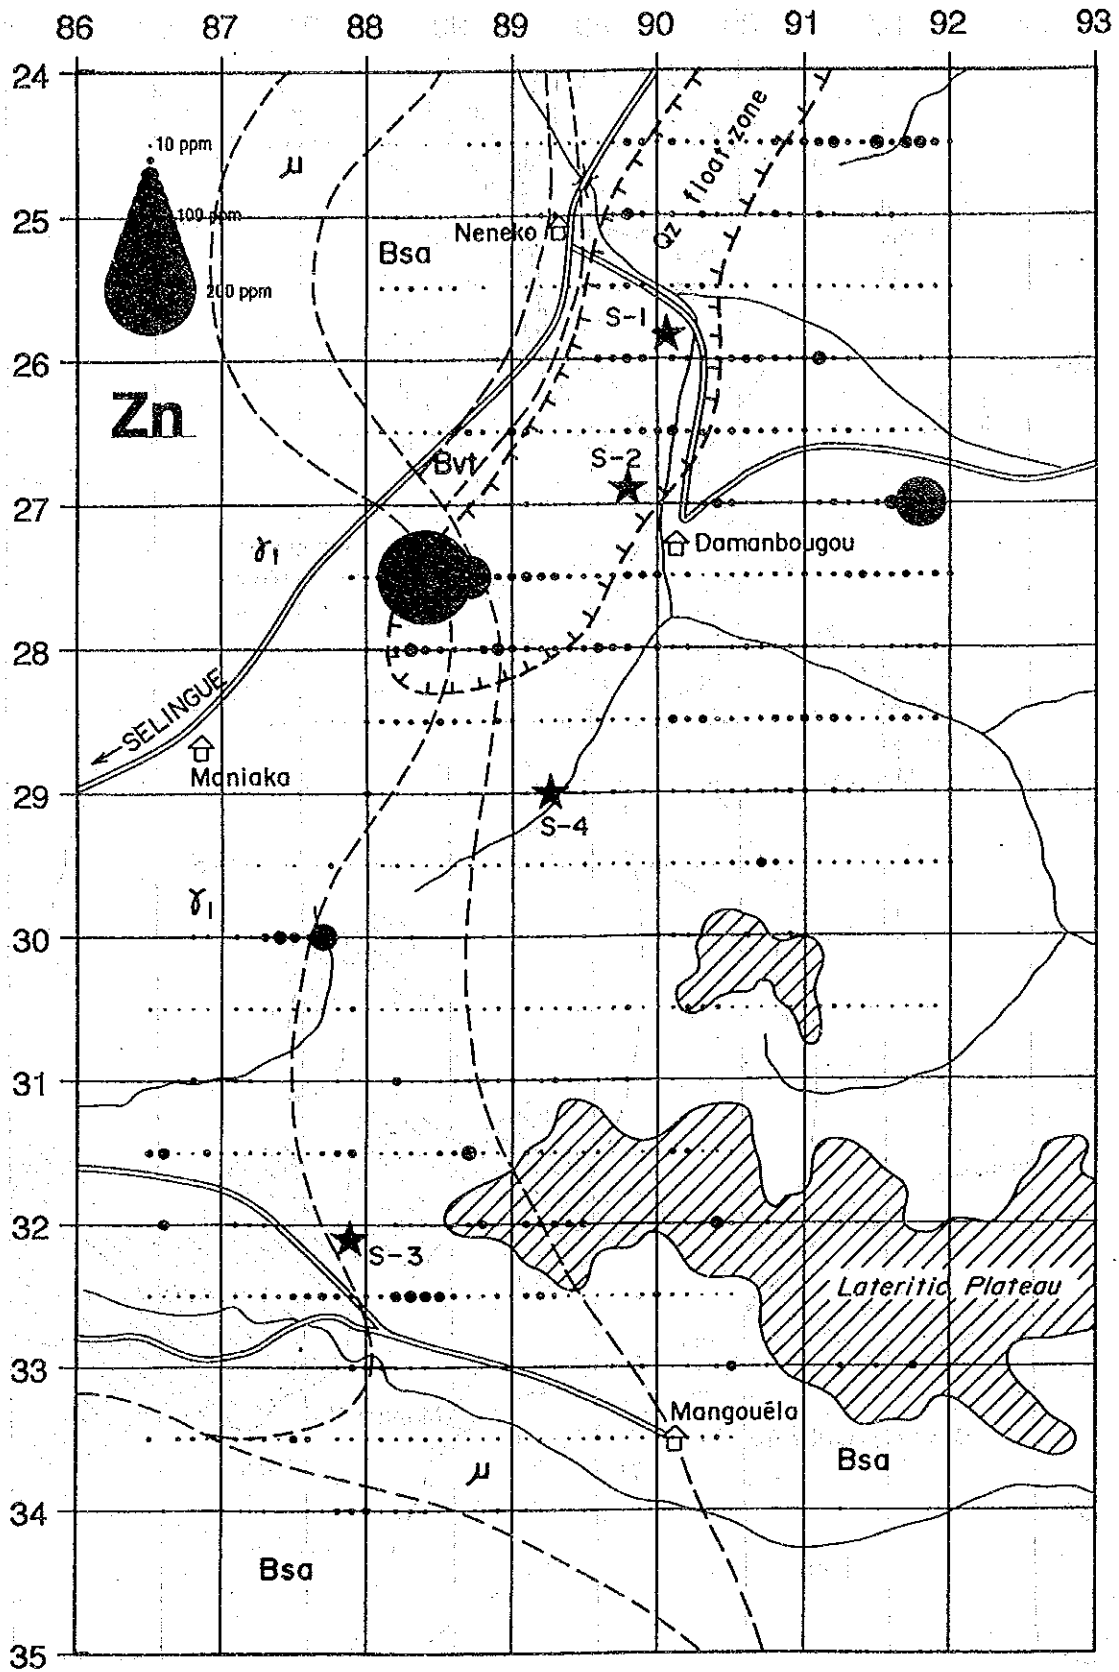 86 87 88 89 90 91 92 93
24
10 ppm
μ
Qz float zone
100 ppm
25
Neneko
Bsa
200 ppm
S-1
26
Zn
Bvt
S-2
27
γ1
Damanbougou
28
← SELINGUE
Maniaka
29
S-4
γ1
30
31
32
S-3
Lateritic Plateau
33
Mangouéla
Bsa
μ
34
Bsa
35